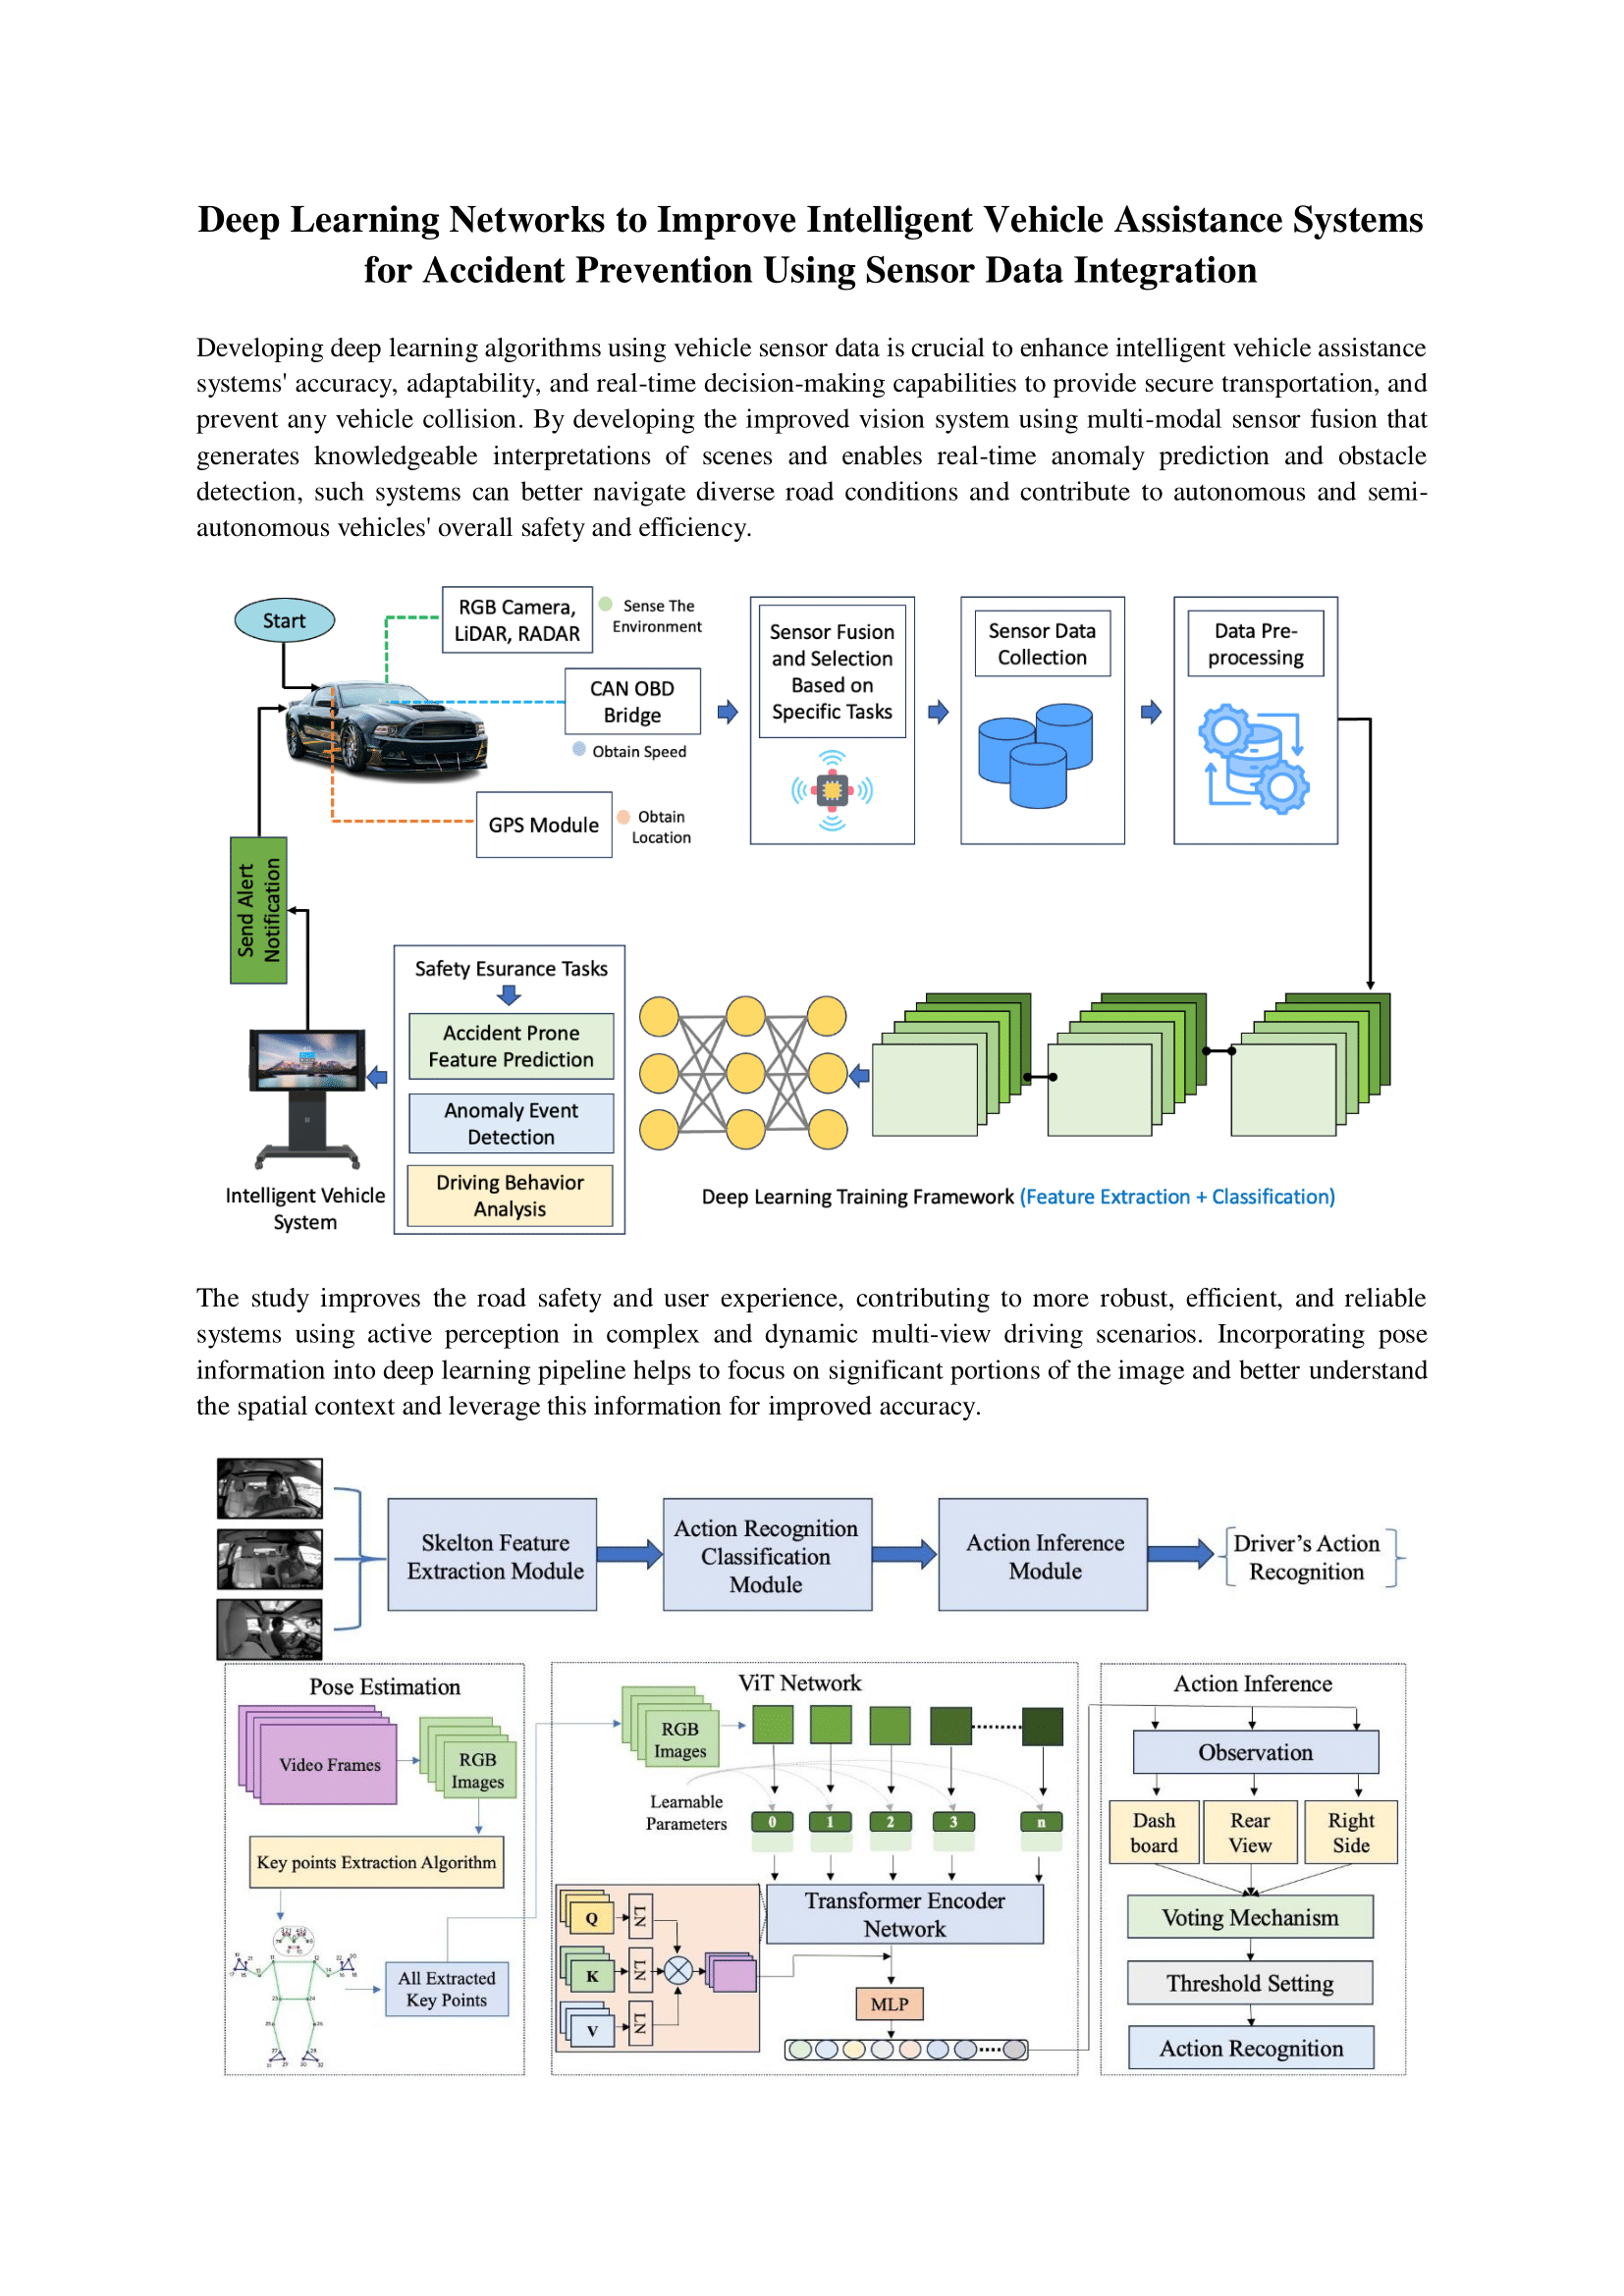 Deep Learning Networks to Improve Intelligent Vehicle Assistance Systems
for Accident Prevention Using Sensor Data Integration
Developing deep learning algorithms using vehicle sensor data is crucial to enhance intelligent vehicle assistance
systems' accuracy, adaptability, and real-time decision-making capabilities to provide secure transportation, and
prevent any vehicle collision. By developing the improved vision system using multi-modal sensor fusion that
generates knowledgeable interpretations of scenes and enables real-time anomaly prediction and obstacle
detection, such systems can better navigate diverse road conditions and contribute to autonomous and semi-
autonomous vehicles' overall safety and efficiency.
Start
RGB Camera,
LiDAR, RADAR
Sense The
Environment
CAN OBD
Bridge
Obtain Speed
GPS Module
Obtain
Location
Sensor Fusion
and Selection
Based on
Specific Tasks
Sensor Data
Collection
Data Pre-
processing
Send Alert
Notification
Safety Esurance Tasks
Accident Prone
Feature Prediction
Anomaly Event
Detection
Driving Behavior
Analysis
Intelligent Vehicle
System
Deep Learning Training Framework (Feature Extraction + Classification)
The study improves the road safety and user experience, contributing to more robust, efficient, and reliable
systems using active perception in complex and dynamic multi-view driving scenarios. Incorporating pose
information into deep learning pipeline helps to focus on significant portions of the image and better understand
the spatial context and leverage this information for improved accuracy.
Skelton Feature
Extraction Module
Action Recognition
Classification
Module
Action Inference
Module
Driver's Action
Recognition
Pose Estimation
Video Frames
RGB
Images
Key points Extraction Algorithm
All Extracted
Key Points
ViT Network
RGB
Images
Learnable
Parameters
0
1
2
3
n
Transformer Encoder
Network
Q
LN
K
LN
V
LN
MLP
Action Inference
Observation
Dash
board
Rear
View
Right
Side
Voting Mechanism
Threshold Setting
Action Recognition